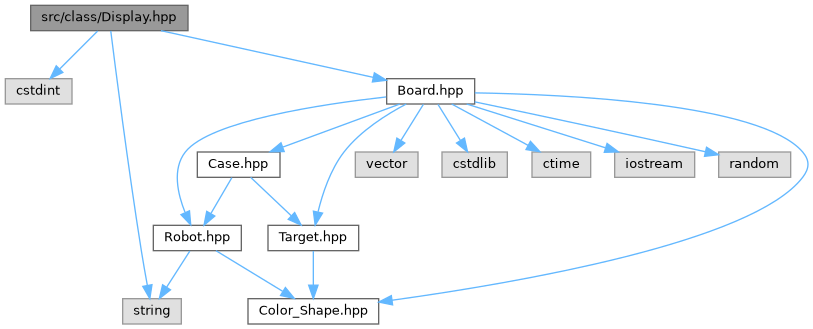 src/class/Display.hpp
cstdint
Board.hpp
Case.hpp
vector
cstdlib
ctime
iostream
random
Robot.hpp
Target.hpp
string
Color_Shape.hpp